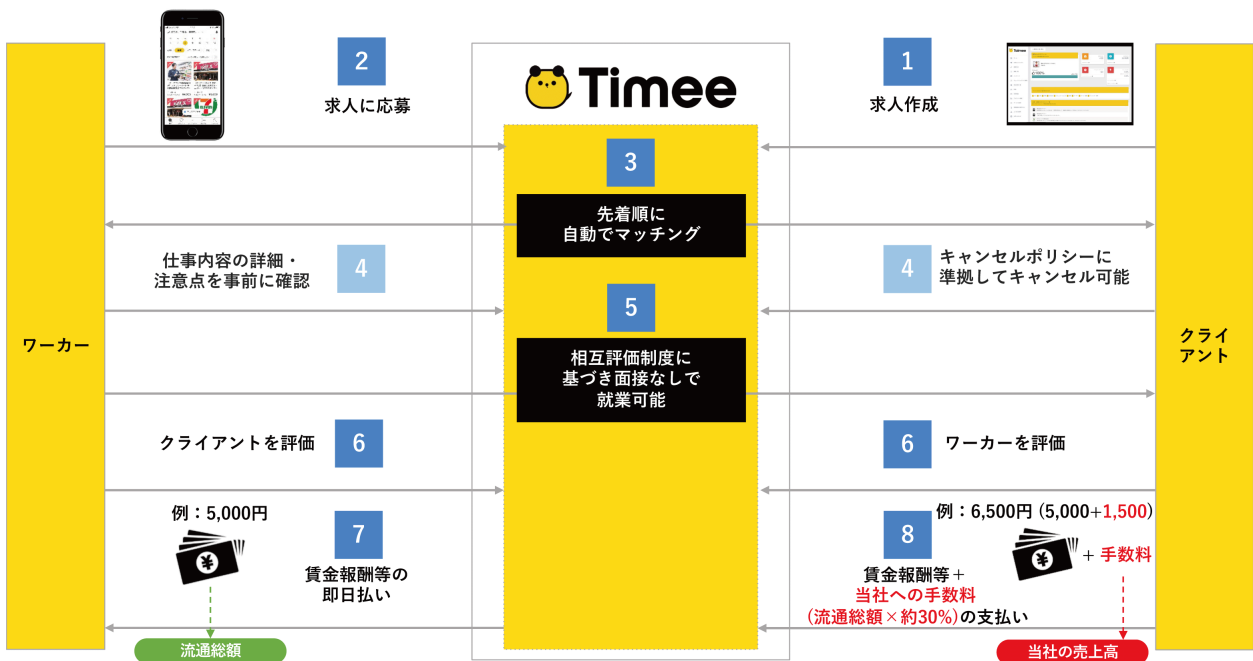 2
求人に応募
Timee
1
求人作成
3
先着順に
自動でマッチング
仕事内容の詳細・
注意点を事前に確認
4
4
キャンセルポリシーに
準拠してキャンセル可能
5
相互評価制度に
基づき面接なしで
就業可能
ワーカー
クライ
アント
クライアントを評価
6
6
ワーカーを評価
例：5,000円
7
賃金報酬等の
即日払い
流通総額
例：6,500円 (5,000+1,500)
8
+ 手数料
賃金報酬等＋
当社への手数料
(流通総額×約30%)の支払い
当社の売上高